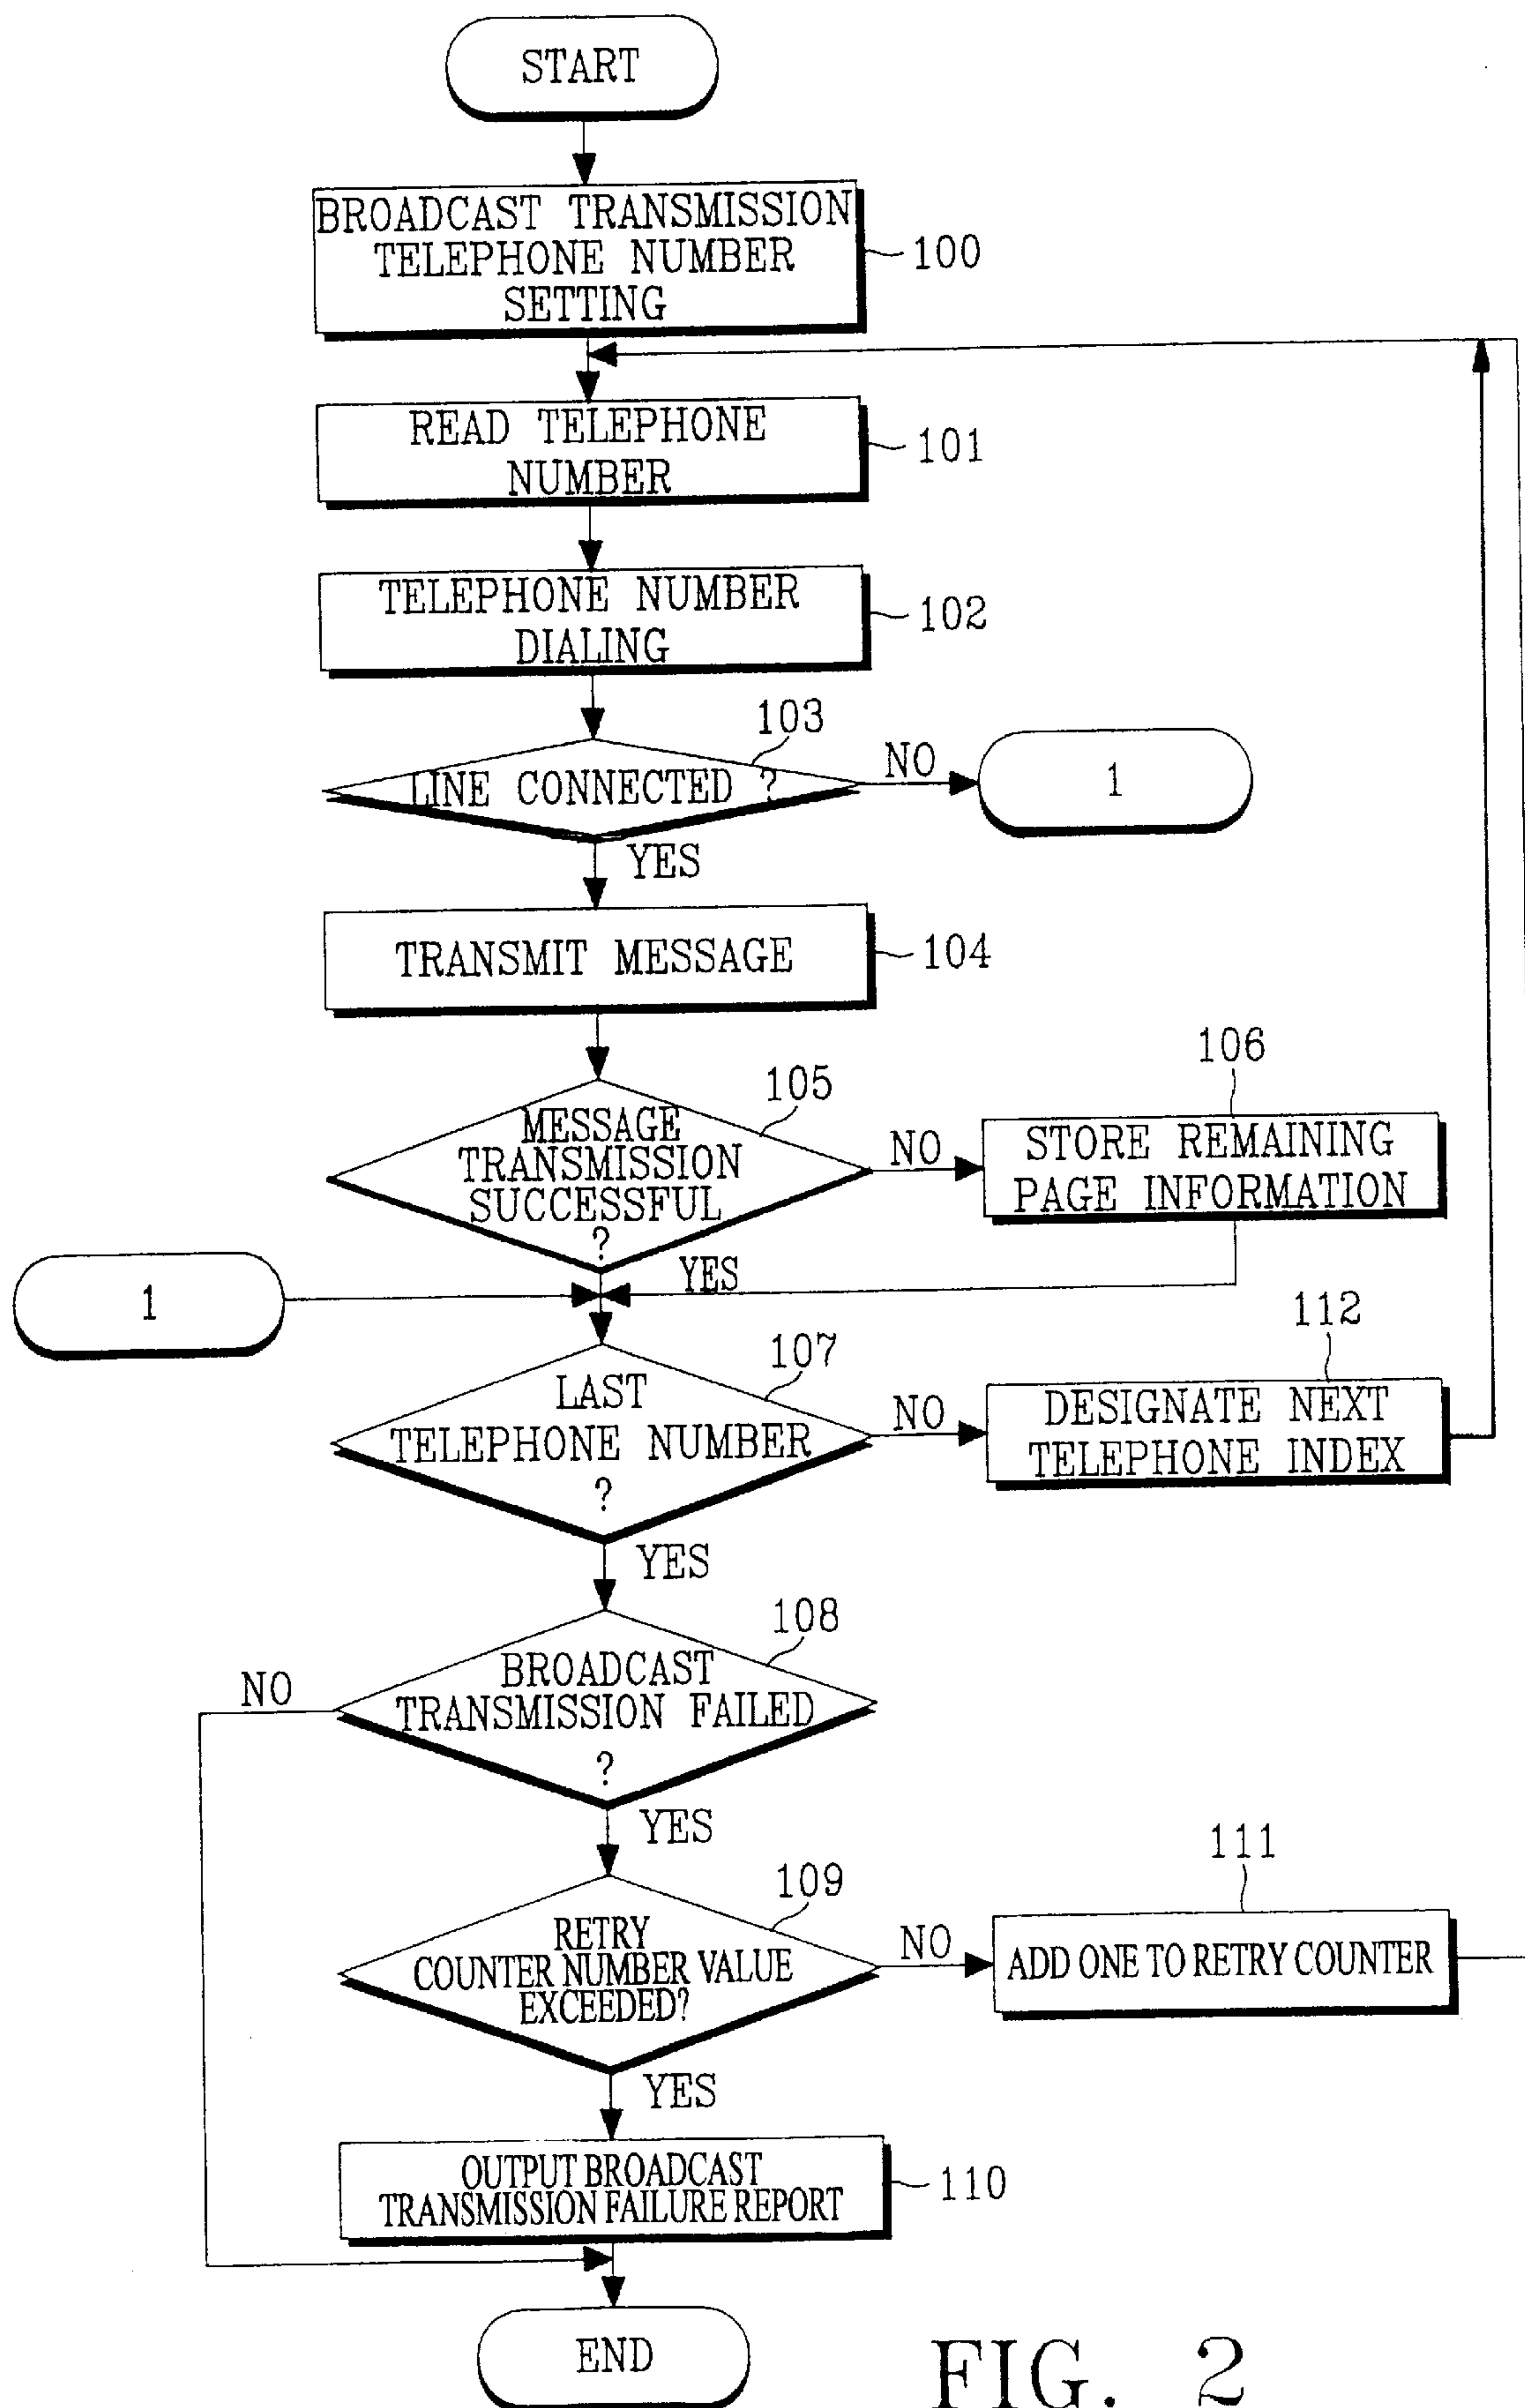 START
BROADCAST TRANSMISSION
TELEPHONE NUMBER
SETTING
100
READ TELEPHONE
NUMBER
101
TELEPHONE NUMBER
DIALING
102
103
LINE CONNECTED ?
NO
1
YES
TRANSMIT MESSAGE
104
105
MESSAGE
TRANSMISSION
SUCCESSFUL
?
NO
106
STORE REMAINING
PAGE INFORMATION
YES
1
107
LAST
TELEPHONE NUMBER
?
NO
112
DESIGNATE NEXT
TELEPHONE INDEX
YES
108
BROADCAST
TRANSMISSION FAILED
?
NO
YES
109
RETRY
COUNTER NUMBER VALUE
EXCEEDED?
NO
111
ADD ONE TO RETRY COUNTER
YES
OUTPUT BROADCAST
TRANSMISSION FAILURE REPORT
110
END
FIG. 2